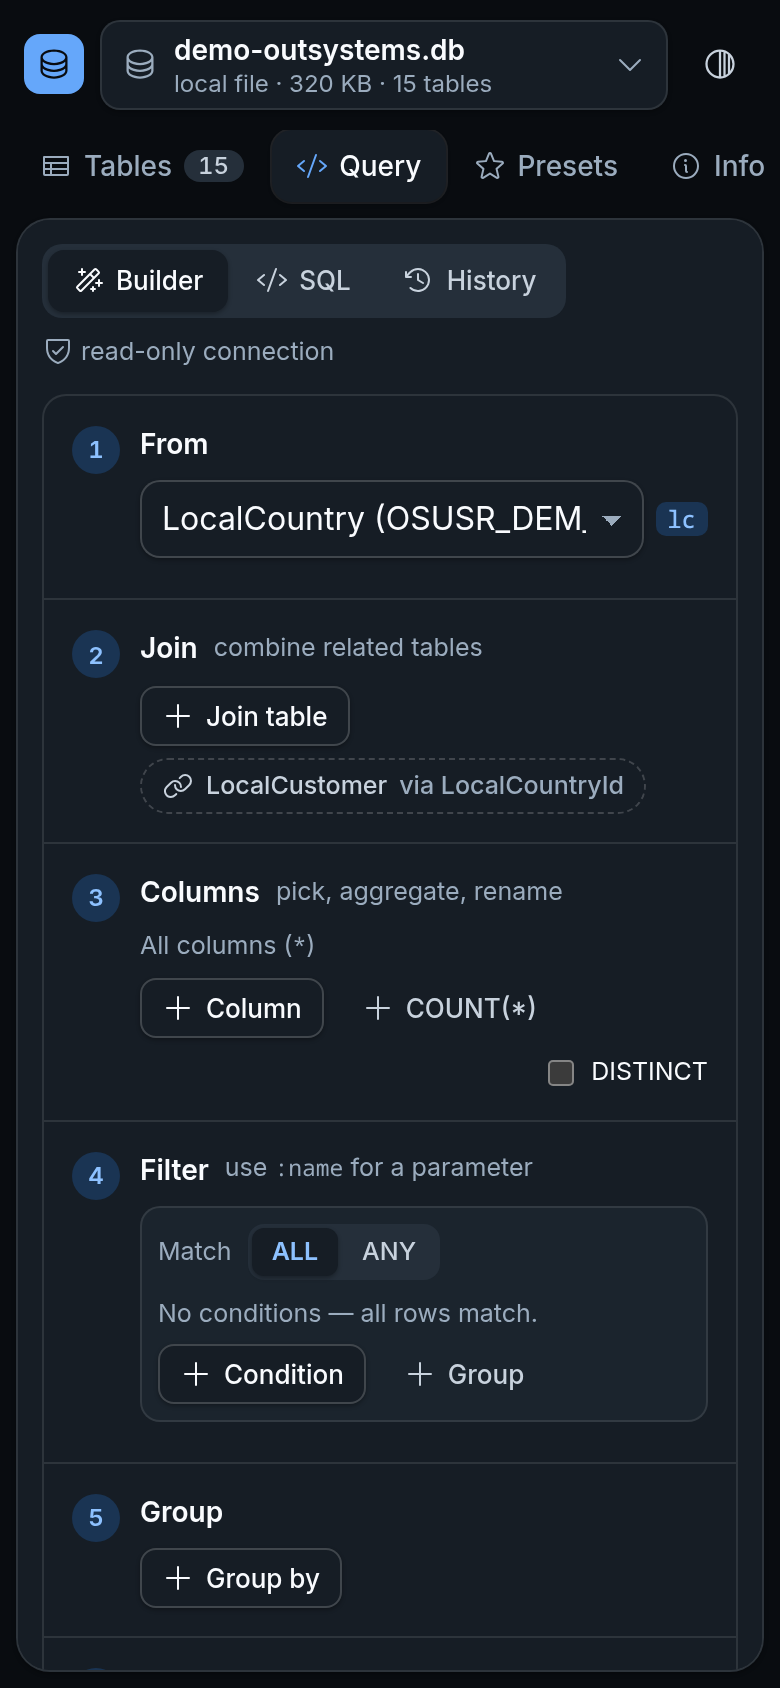 demo-outsystems.db
local file · 320 KB · 15 tables
Tables 15 Query Presets Info
Builder SQL History
read-only connection
1 From
LocalCountry (OSUSR_DEM_ lc
2 Join combine related tables
Join table
LocalCustomer via LocalCountryId
3 Columns pick, aggregate, rename
All columns (*)
Column COUNT(*)
DISTINCT
4 Filter use :name for a parameter
Match ALL ANY
No conditions — all rows match.
Condition Group
5 Group
Group by